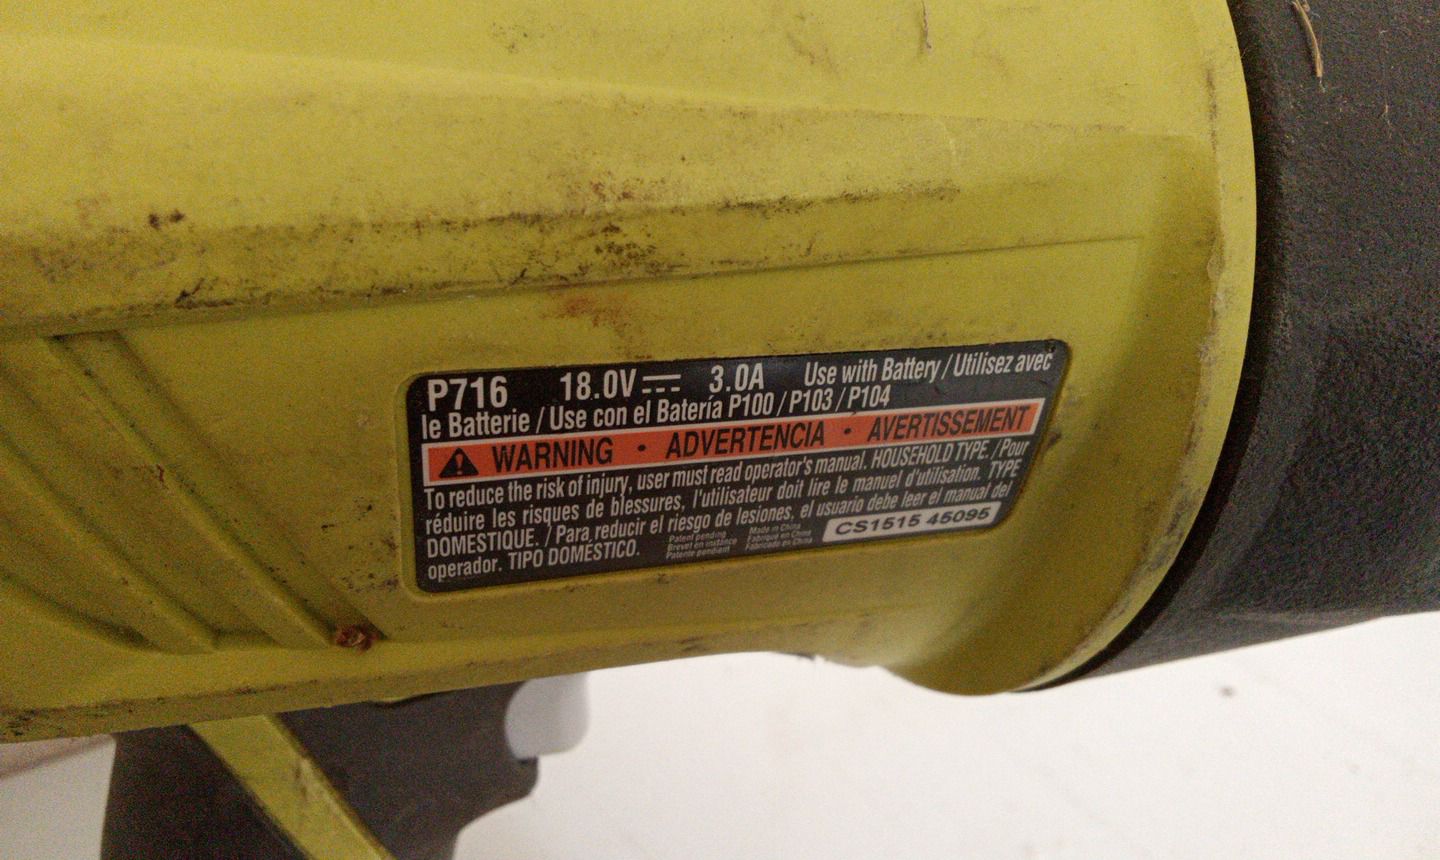 P716 18.0V 3.0A Use with Battery / Utilisez avec
le Batterie / Use con el Batería P100 / P103 / P104
WARNING • ADVERTENCIA • AVERTISSEMENT
To reduce the risk of injury, user must read operator's manual. HOUSEHOLD TYPE. /Pour
réduire les risques de blessures, l'utilisateur doit lire le manuel d'utilisation. TYPE
DOMESTIQUE. / Para reducir el riesgo de lesiones, el usuario debe leer el manual del
operador. TIPO DOMÉSTICO.
Patent pending
Brevet en instance
Patente pendient
Made in China
Fabriqué en Chine
Fabricado en China
CS1515 45095